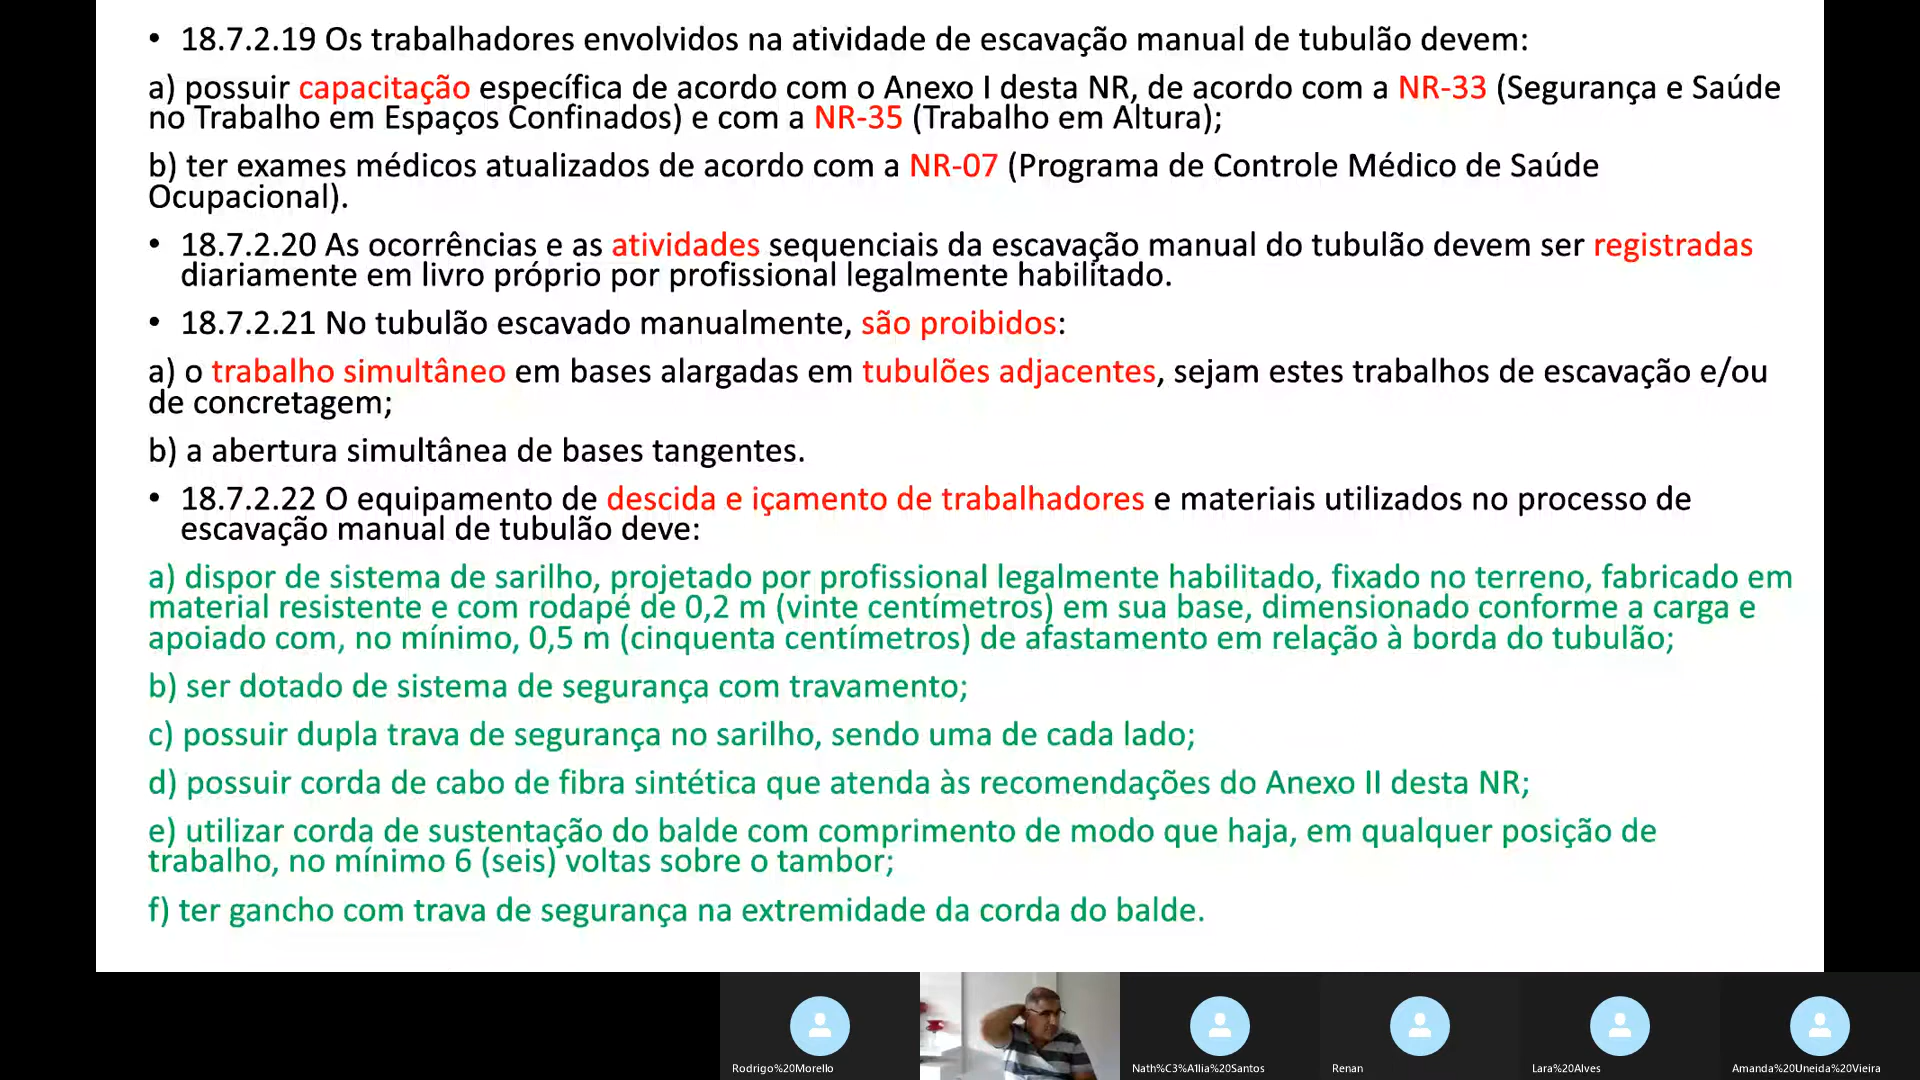 • 18.7.2.19 Os trabalhadores envolvidos na atividade de escavação manual de tubulão devem:
a) possuir capacitação específica de acordo com o Anexo I desta NR, de acordo com a NR-33 (Segurança e Saúde
no Trabalho em Espaços Confinados) e com a NR-35 (Trabalho em Altura);
b) ter exames médicos atualizados de acordo com a NR-07 (Programa de Controle Médico de Saúde
Ocupacional).
• 18.7.2.20 As ocorrências e as atividades sequenciais da escavação manual do tubulão devem ser registradas
diariamente em livro próprio por profissional legalmente habilitado.
• 18.7.2.21 No tubulão escavado manualmente, são proibidos:
a) o trabalho simultâneo em bases alargadas em tubulões adjacentes, sejam estes trabalhos de escavação e/ou
de concretagem;
b) a abertura simultânea de bases tangentes.
• 18.7.2.22 O equipamento de descida e içamento de trabalhadores e materiais utilizados no processo de
escavação manual de tubulão deve:
a) dispor de sistema de sarilho, projetado por profissional legalmente habilitado, fixado no terreno, fabricado em
material resistente e com rodapé de 0,2 m (vinte centímetros) em sua base, dimensionado conforme a carga e
apoiado com, no mínimo, 0,5 m (cinquenta centímetros) de afastamento em relação à borda do tubulão;
b) ser dotado de sistema de segurança com travamento;
c) possuir dupla trava de segurança no sarilho, sendo uma de cada lado;
d) possuir corda de cabo de fibra sintética que atenda às recomendações do Anexo II desta NR;
e) utilizar corda de sustentação do balde com comprimento de modo que haja, em qualquer posição de
trabalho, no mínimo 6 (seis) voltas sobre o tambor;
f) ter gancho com trava de segurança na extremidade da corda do balde.
Rodrigo%20Morello
Nath%C3%A1lia%20Santos
Renan
Lara%20Alves
Amanda%20Uneida%20Vieira